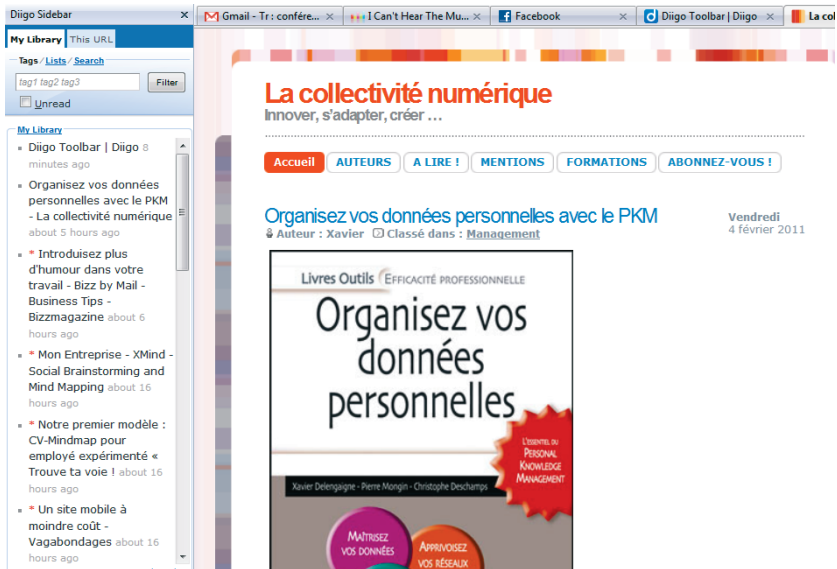 Diigo Sidebar ×
Gmail - Tr : confére... ×
I Can't Hear The Mu... ×
Facebook ×
Diigo Toolbar | Diigo ×
La col
My Library This URL
Tags / Lists / Search
tag1 tag2 tag3 Filter
Unread
My Library
Diigo Toolbar | Diigo 8
minutes ago
Organisez vos données
personnelles avec le PKM
- La collectivité numérique
about 5 hours ago
* Introduisez plus
d'humour dans votre
travail - Bizz by Mail -
Business Tips -
Bizzmagazine about 6
hours ago
* Mon Entreprise - XMind -
Social Brainstorming and
Mind Mapping about 16
hours ago
* Notre premier modèle :
CV-Mindmap pour
employé expérimenté «
Trouve ta voie ! about 16
hours ago
* Un site mobile à
moindre coût -
Vagabondages about 16
hours ago
La collectivité numérique
Innover, s'adapter, créer ...
Accueil AUTEURS A LIRE ! MENTIONS FORMATIONS ABONNEZ-VOUS !
Organisez vos données personnelles avec le PKM
Auteur : Xavier Classé dans : Management
Vendredi
4 février 2011
Livres Outils EFFICACITÉ PROFESSIONNELLE
Organisez vos
données
personnelles
L'ESSENTIEL DU
PERSONAL
KNOWLEDGE
MANAGEMENT
Xavier Delengaigne - Pierre Mongin - Christophe Deschamps
MAÎTRISEZ
VOS DONNÉES
APPRIVOISEZ
VOS RÉSEAUX